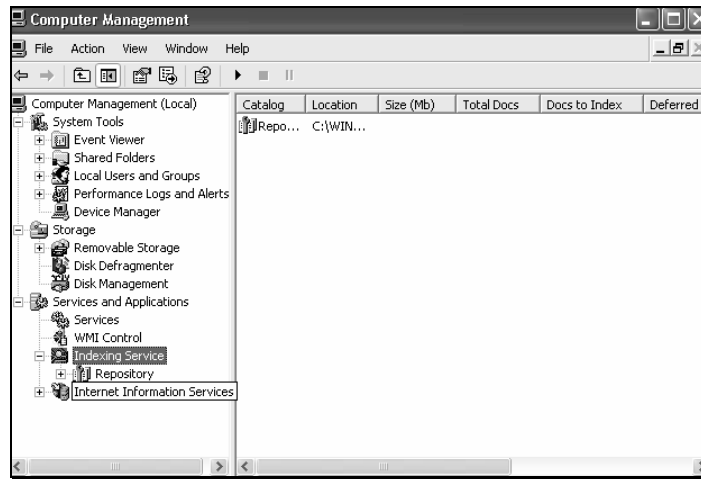 Computer Management
File Action View Window Help
Computer Management (Local)
System Tools
Event Viewer
Shared Folders
Local Users and Groups
Performance Logs and Alerts
Device Manager
Storage
Removable Storage
Disk Defragmenter
Disk Management
Services and Applications
Services
WMI Control
Indexing Service
Repository
Internet Information Services
Catalog Location Size (Mb) Total Docs Docs to Index Deferred
Repo... C:\WIN...